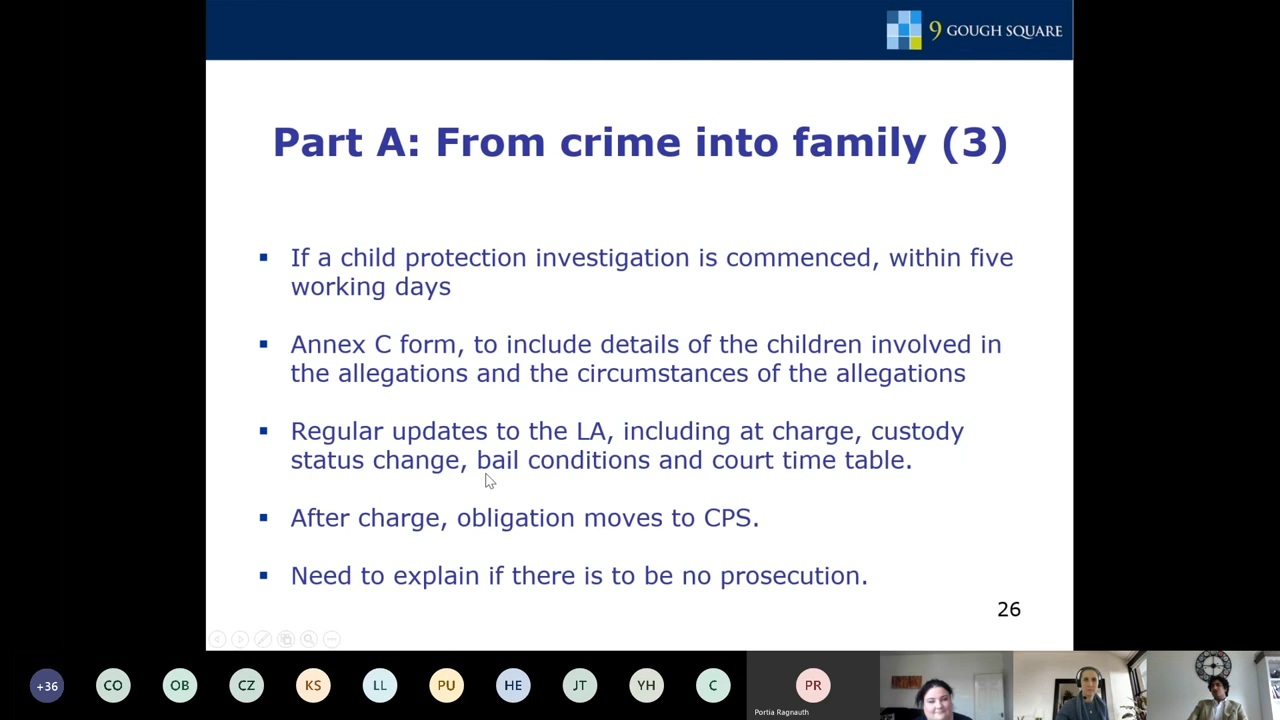 9 GOUGH SQUARE
Part A: From crime into family (3)
▪ If a child protection investigation is commenced, within five
working days
▪ Annex C form, to include details of the children involved in
the allegations and the circumstances of the allegations
▪ Regular updates to the LA, including at charge, custody
status change, bail conditions and court time table.
▪ After charge, obligation moves to CPS.
▪ Need to explain if there is to be no prosecution.
26
+36 CO OB CZ KS LL PU HE JT YH C PR
Portia Ragnauth